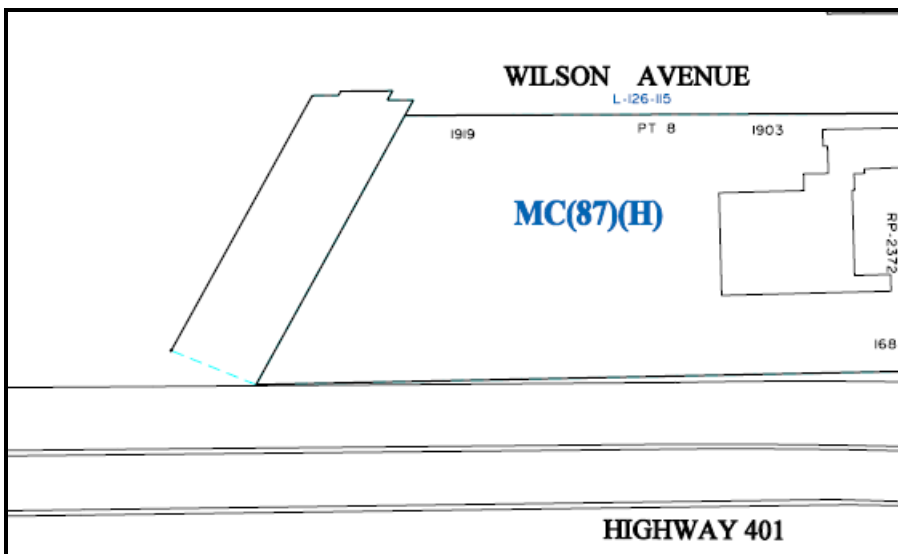 WILSON AVENUE
L-126-115
1919
PT 8
1903
MC(87)(H)
RP-2372
168
HIGHWAY 401